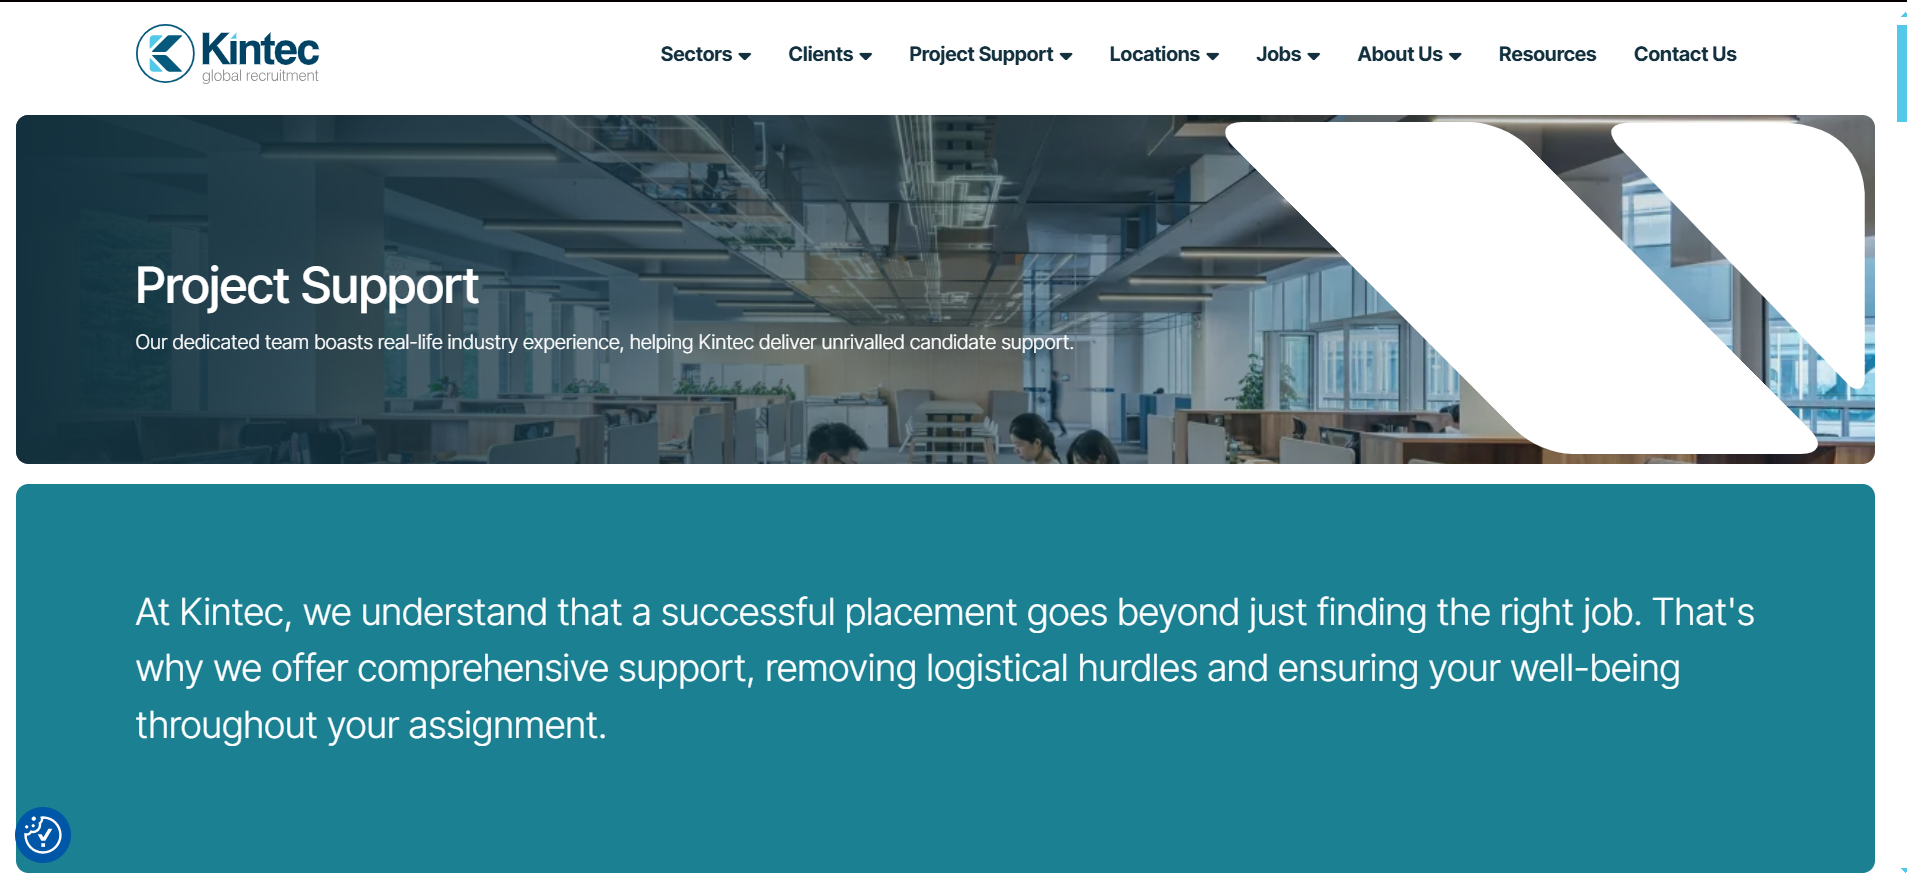 Kintec
global recruitment
Sectors
Clients
Project Support
Locations
Jobs
About Us
Resources
Contact Us
Project Support
Our dedicated team boasts real-life industry experience, helping Kintec deliver unrivalled candidate support.
At Kintec, we understand that a successful placement goes beyond just finding the right job. That's
why we offer comprehensive support, removing logistical hurdles and ensuring your well-being
throughout your assignment.